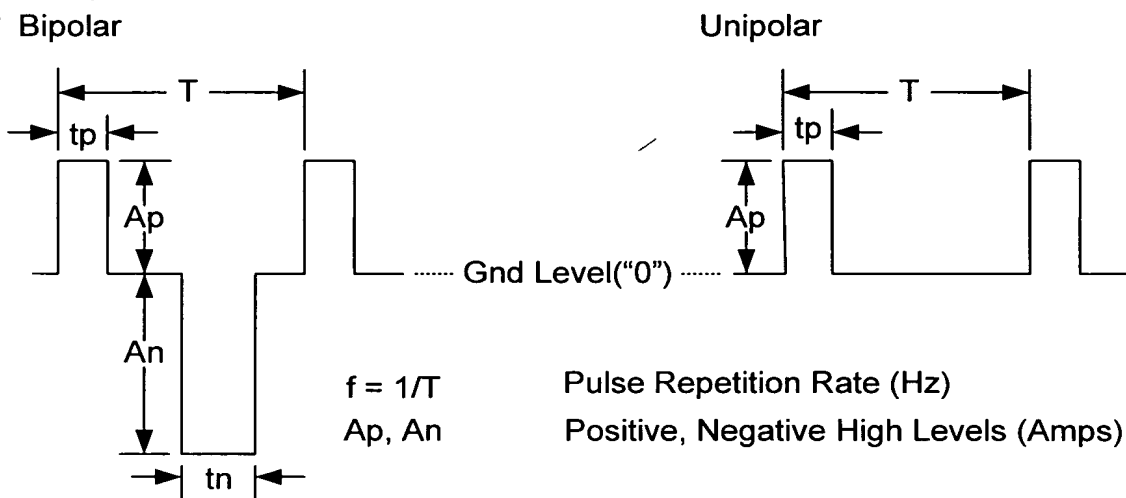 Bipolar
Unipolar
T
T
tp
tp
Ap
Ap
Gnd Level("0")
An
f = 1/T Pulse Repetition Rate (Hz)
Ap, An Positive, Negative High Levels (Amps)
tn